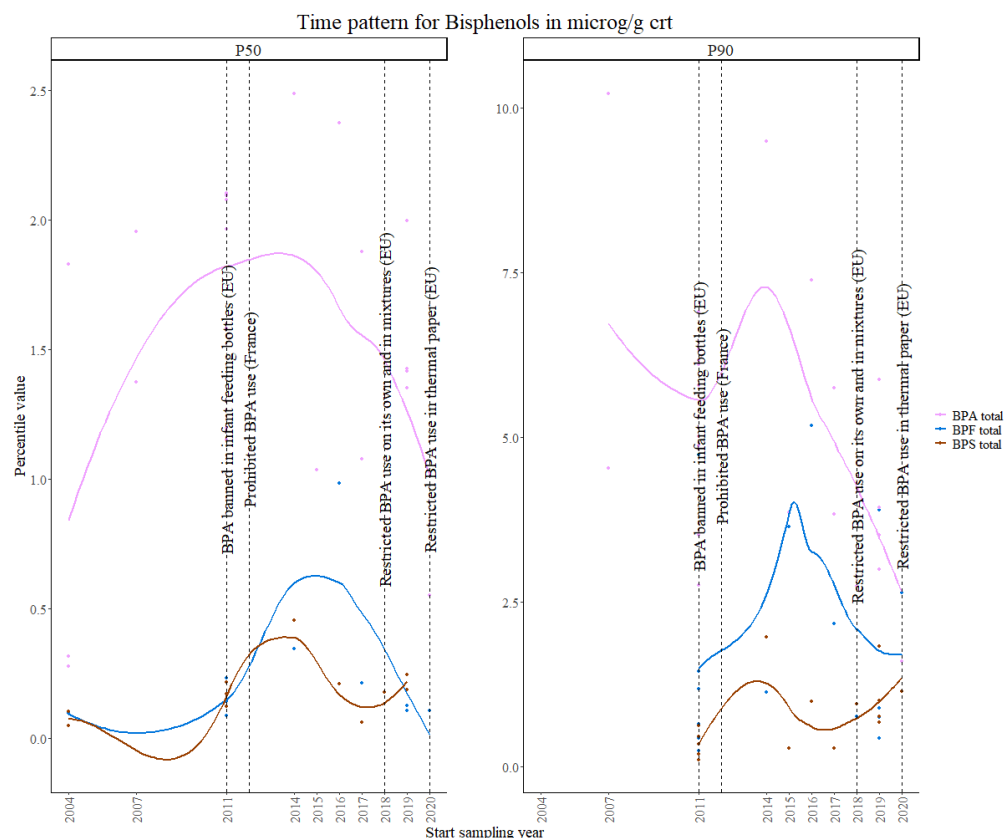 Time pattern for Bisphenols in microg/g crt
P50
P90
Percentile value
2.5
2.0
1.5
1.0
0.5
0.0
BPA banned in infant feeding bottles (EU)
Prohibited BPA use (France)
Restricted BPA use on its own and in mixtures (EU)
Restricted BPA use in thermal paper (EU)
2004
2007
2011
2014
2015
2016
2017
2018
2019
2020
10.0
7.5
5.0
2.5
0.0
BPA banned in infant feeding bottles (EU)
Prohibited BPA use (France)
Restricted BPA use on its own and in mixtures (EU)
Restricted BPA use in thermal paper (EU)
2004
2007
2011
2014
2015
2016
2017
2018
2019
2020
Start sampling year
BPA total
BPF total
BPS total